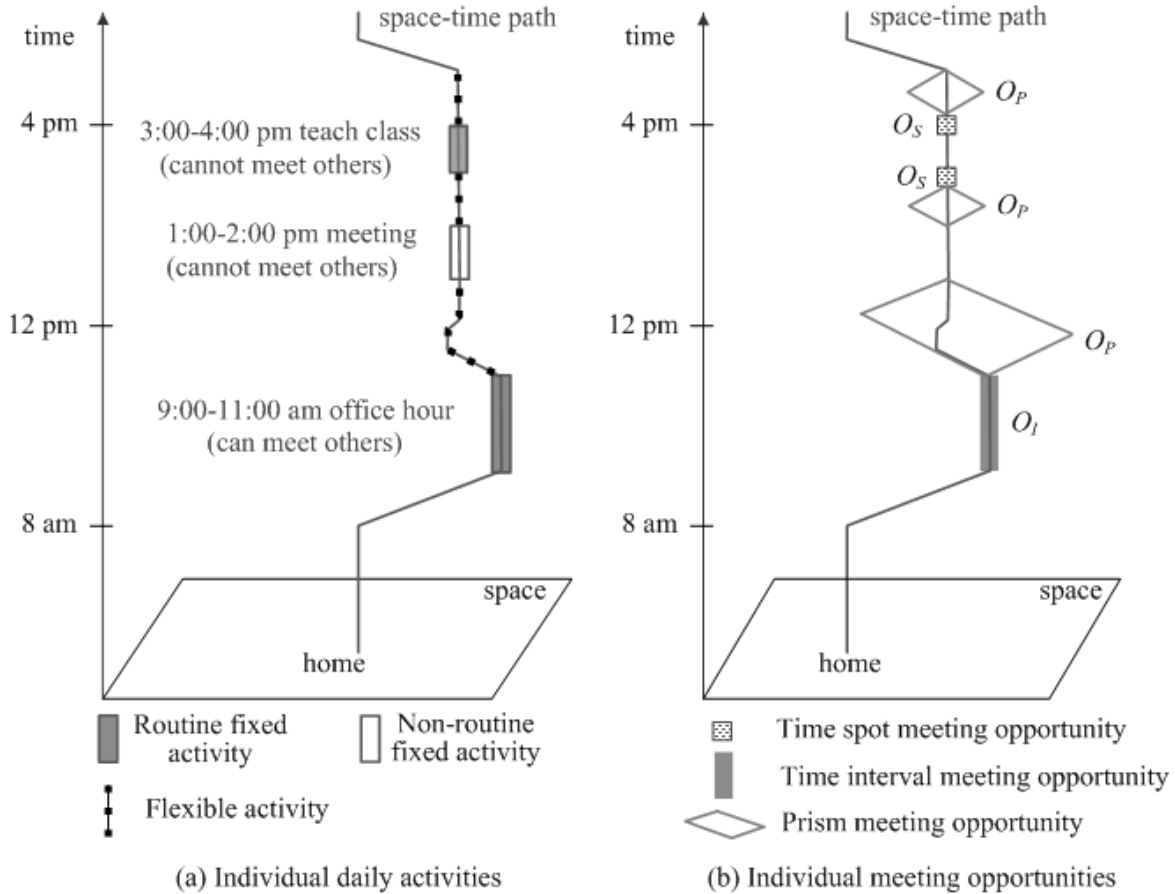 time
space-time path
4 pm
3:00-4:00 pm teach class
(cannot meet others)
1:00-2:00 pm meeting
(cannot meet others)
12 pm
9:00-11:00 am office hour
(can meet others)
8 am
space
home
Routine fixed
activity
Non-routine
fixed activity
Flexible activity
(a) Individual daily activities
time
space-time path
O_P
4 pm
O_S
O_S
O_P
12 pm
O_P
O_I
8 am
space
home
Time spot meeting opportunity
Time interval meeting opportunity
Prism meeting opportunity
(b) Individual meeting opportunities